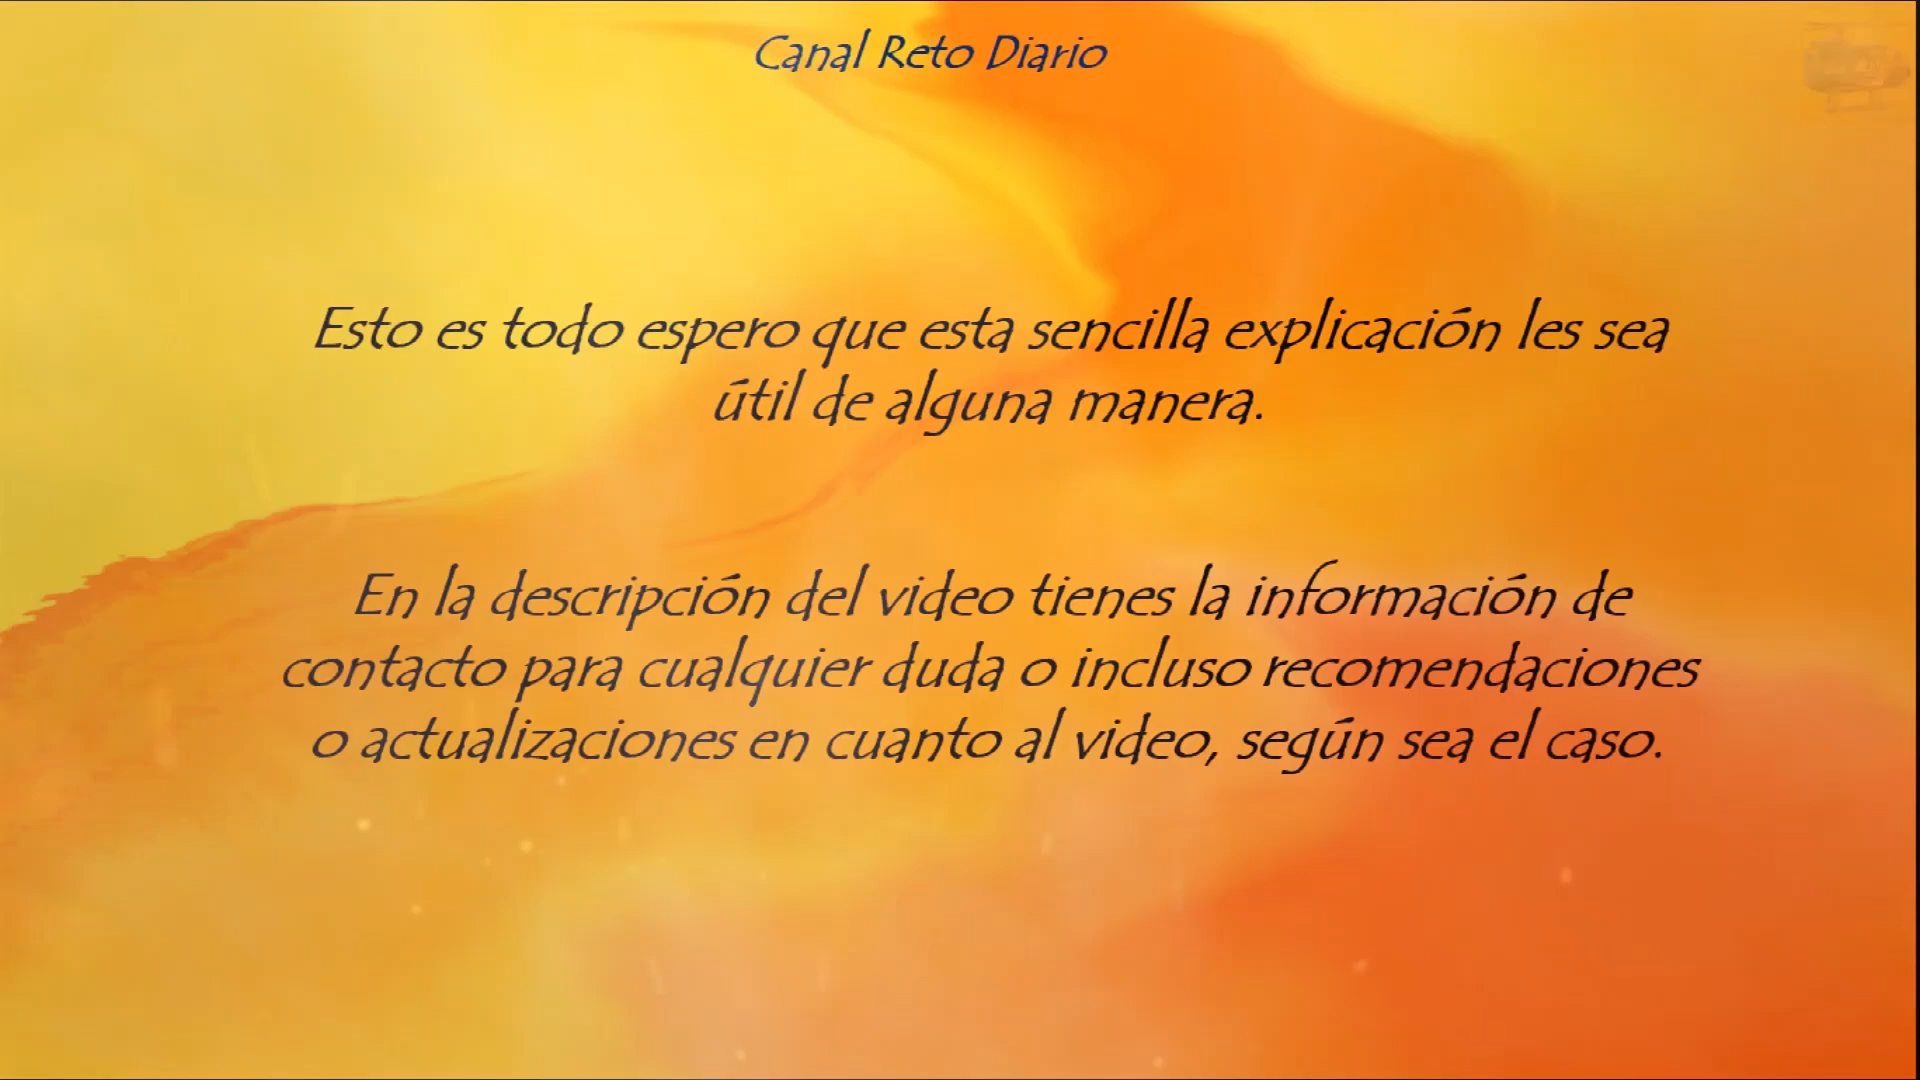 Canal Reto Diario
Esto es todo espero que esta sencilla explicación les sea
útil de alguna manera.
En la descripción del video tienes la información de
contacto para cualquier duda o incluso recomendaciones
o actualizaciones en cuanto al video, según sea el caso.